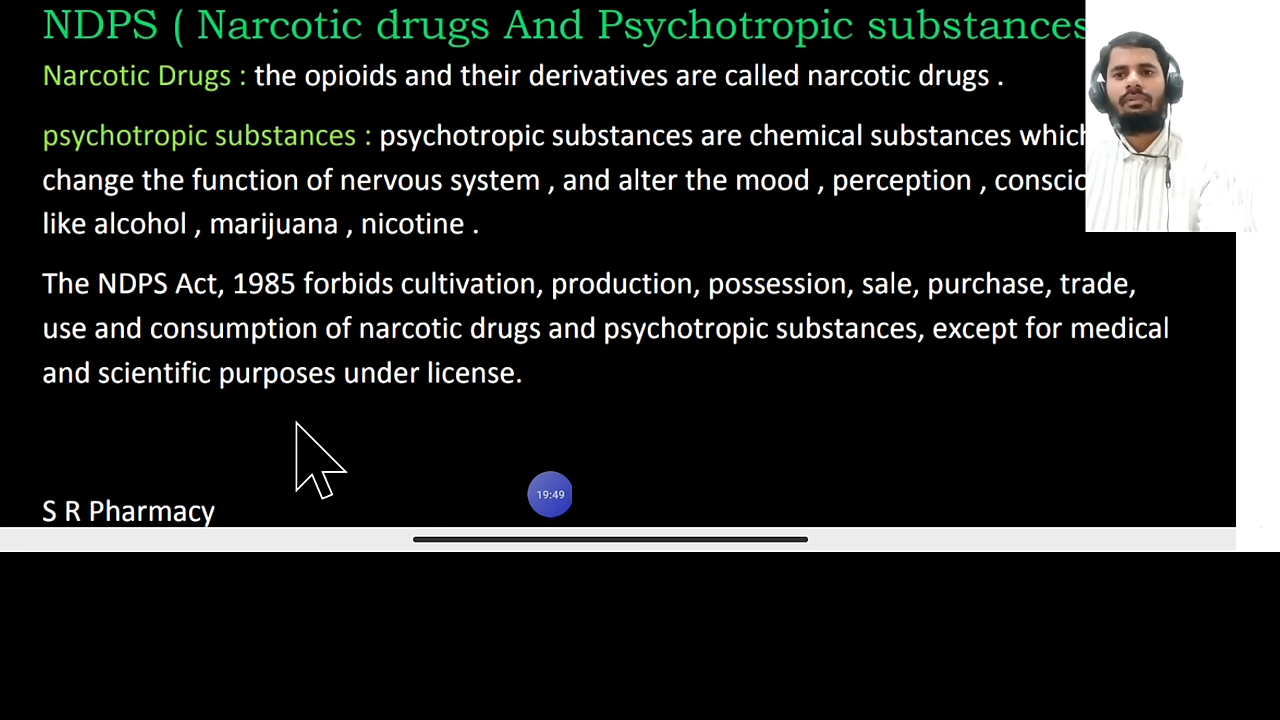 NDPS ( Narcotic drugs And Psychotropic substances
Narcotic Drugs : the opioids and their derivatives are called narcotic drugs .
psychotropic substances : psychotropic substances are chemical substances which
change the function of nervous system , and alter the mood , perception ,
like alcohol , marijuana , nicotine .
The NDPS Act, 1985 forbids cultivation, production, possession, sale, purchase, trade,
use and consumption of narcotic drugs and psychotropic substances, except for medical
and scientific purposes under license.
19:49
S R Pharmacy